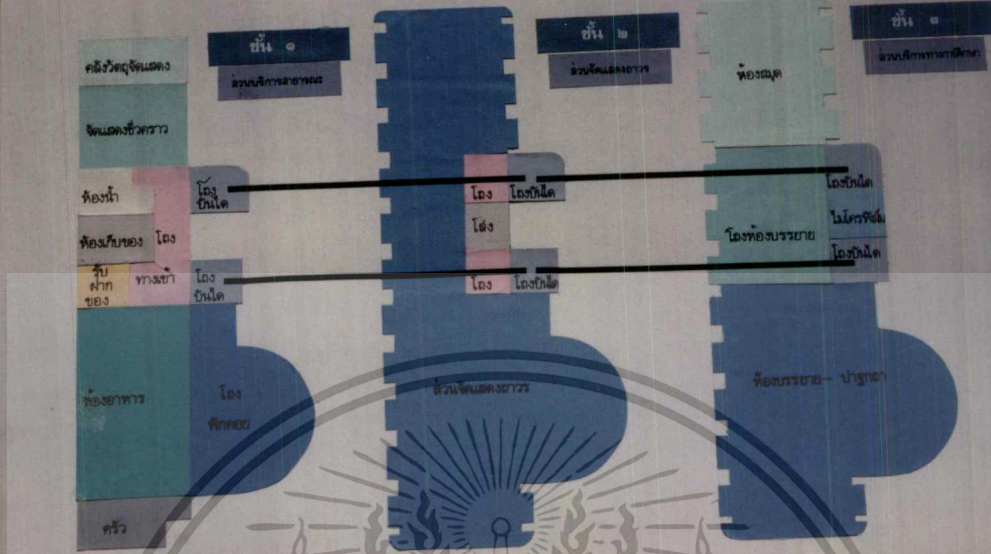 ชั้น ๑
ส่วนบริการสาธารณะ
คลังวัตถุจัดแสดง
จัดแสดงชั่วคราว
ห้องน้ำ
โถง
บันได
ห้องเก็บของ
โถง
รับ
ฝาก
ของ
ทางเข้า
โถง
บันได
ห้องอาหาร
โถง
พักคอย
ครัว
ชั้น ๒
ส่วนจัดแสดงถาวร
โถง
โถงบันได
โล่ง
โถง
โถงบันได
ส่วนจัดแสดงถาวร
ชั้น ๓
ส่วนบริการทางการศึกษา
ห้องสมุด
โถงบันได
ไมโครฟิล์ม
โถงห้องบรรยาย
โถงบันได
ห้องบรรยาย - ปาฐกถา